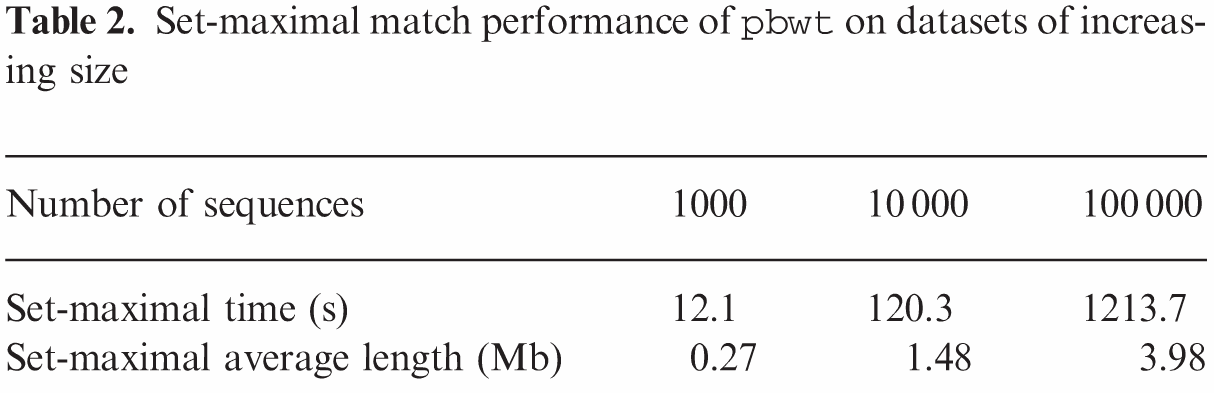 Table 2. Set-maximal match performance of pbwt on datasets of increas-
ing size
Number of sequences 1000 10 000 100 000
Set-maximal time (s) 12.1 120.3 1213.7
Set-maximal average length (Mb) 0.27 1.48 3.98